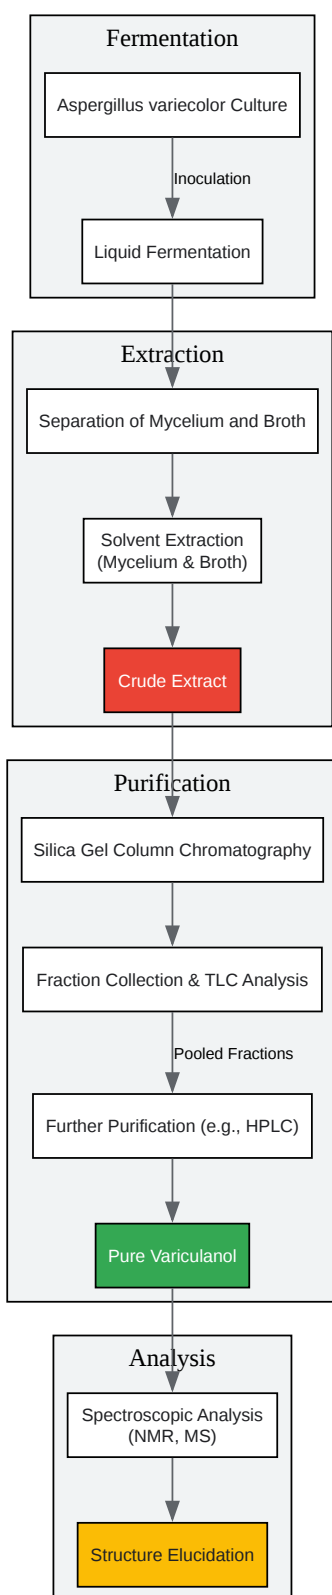 Fermentation
Aspergillus variecolor Culture
Inoculation
Liquid Fermentation
Extraction
Separation of Mycelium and Broth
Solvent Extraction
(Mycelium & Broth)
Crude Extract
Purification
Silica Gel Column Chromatography
Fraction Collection & TLC Analysis
Pooled Fractions
Further Purification (e.g., HPLC)
Pure Variculanol
Analysis
Spectroscopic Analysis
(NMR, MS)
Structure Elucidation